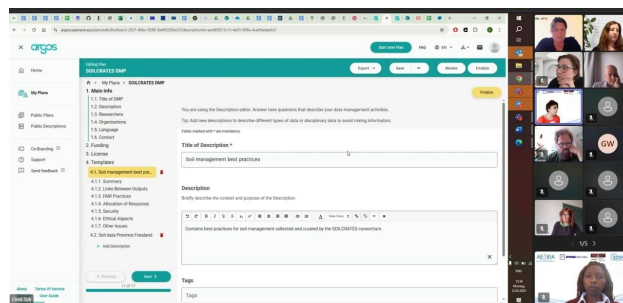 argos
Start new Plan
FAQ
EN
Editing Plan
SOILCRATES DMP
Export
Save
Review
Finalize
Home
My Plans
Public Plans
Public Descriptions
Co-Branding
Support
Send feedback
About
Terms Of Service
User Guide
My Plans
SOILCRATES DMP
1. Main Info
1.1. Title of DMP
1.2. Description
1.3. Researchers
1.4. Organizations
1.5. Language
1.6. Contact
2. Funding
3. License
4. Templates
4.1. Soil management best pra...
4.1.1. Summary
4.1.2. Links Between Outputs
4.1.3. FAIR Practices
4.1.4. Allocation of Resources
4.1.5. Security
4.1.6. Ethical Aspects
4.1.7. Other Issues
4.2. Soil data Province Friesland
+ Add Description
Previous
Next
11 of 17
Finalize
You are using the Description editor. Answer here questions that describe your data management activities.
Tip: Add new descriptions to describe different types of data or disciplinary data to avoid mixing information.
Fields marked with * are mandatory
Title of Description *
Soil management best practices
Description
Briefly describe the context and purpose of the Description
Contains best practices for soil management collected and curated by the SOILCRATES consortium
Tags
Tags
GW
1/5
ENG